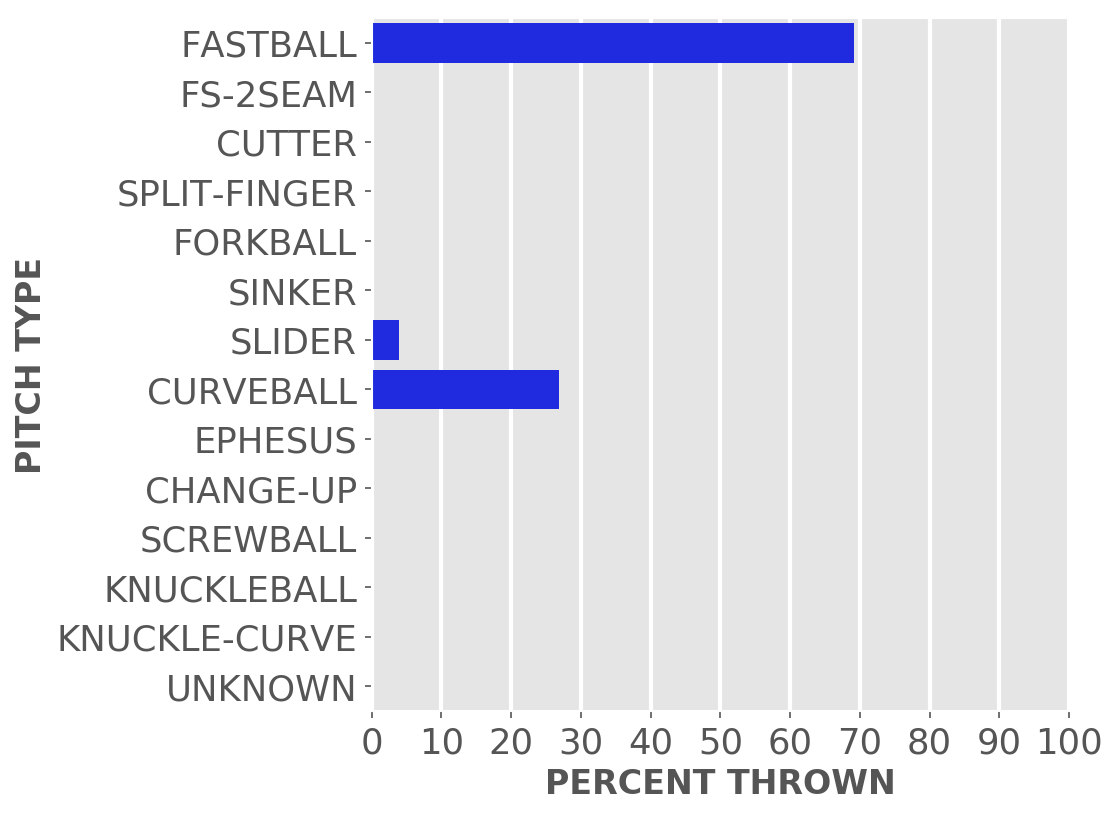 FASTBALL
FS-2SEAM
CUTTER
SPLIT-FINGER
FORKBALL
SINKER
SLIDER
CURVEBALL
EPHESUS
CHANGE-UP
SCREWBALL
KNUCKLEBALL
KNUCKLE-CURVE
UNKNOWN
PITCH TYPE
0 10 20 30 40 50 60 70 80 90 100
PERCENT THROWN